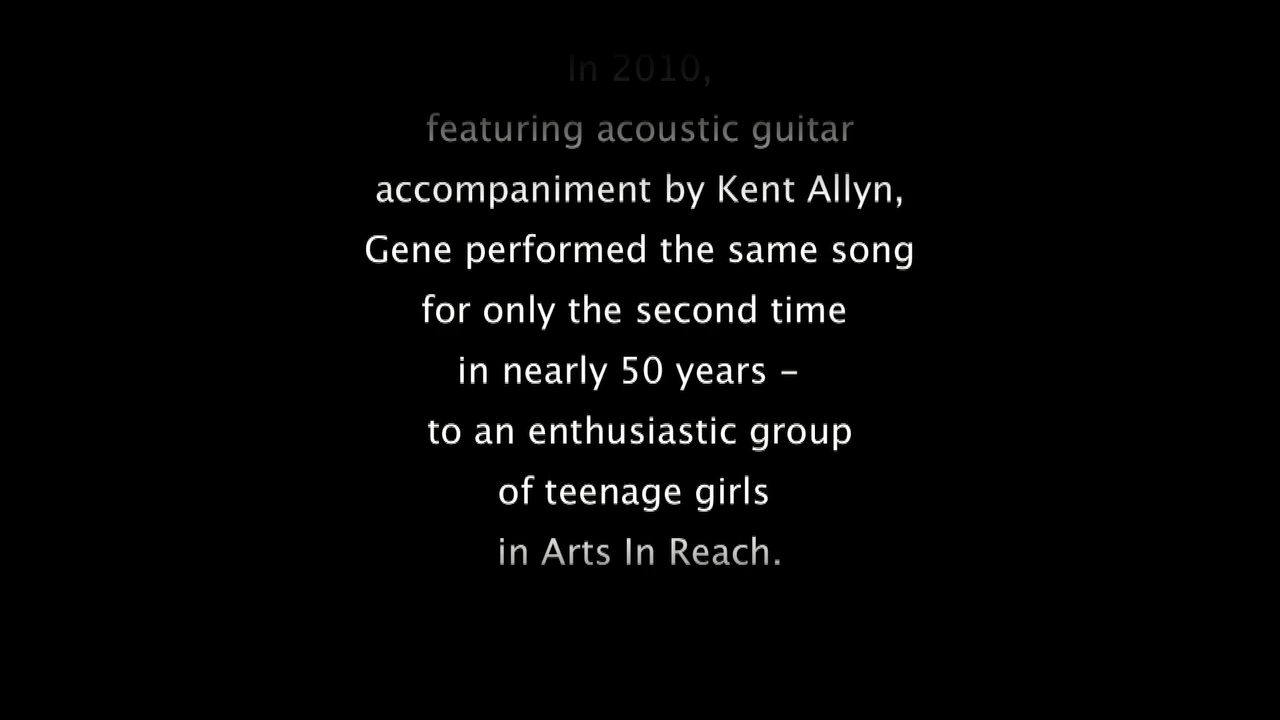 In 2010,
featuring acoustic guitar
accompaniment by Kent Allyn,
Gene performed the same song
for only the second time
in nearly 50 years –
to an enthusiastic group
of teenage girls
in Arts In Reach.